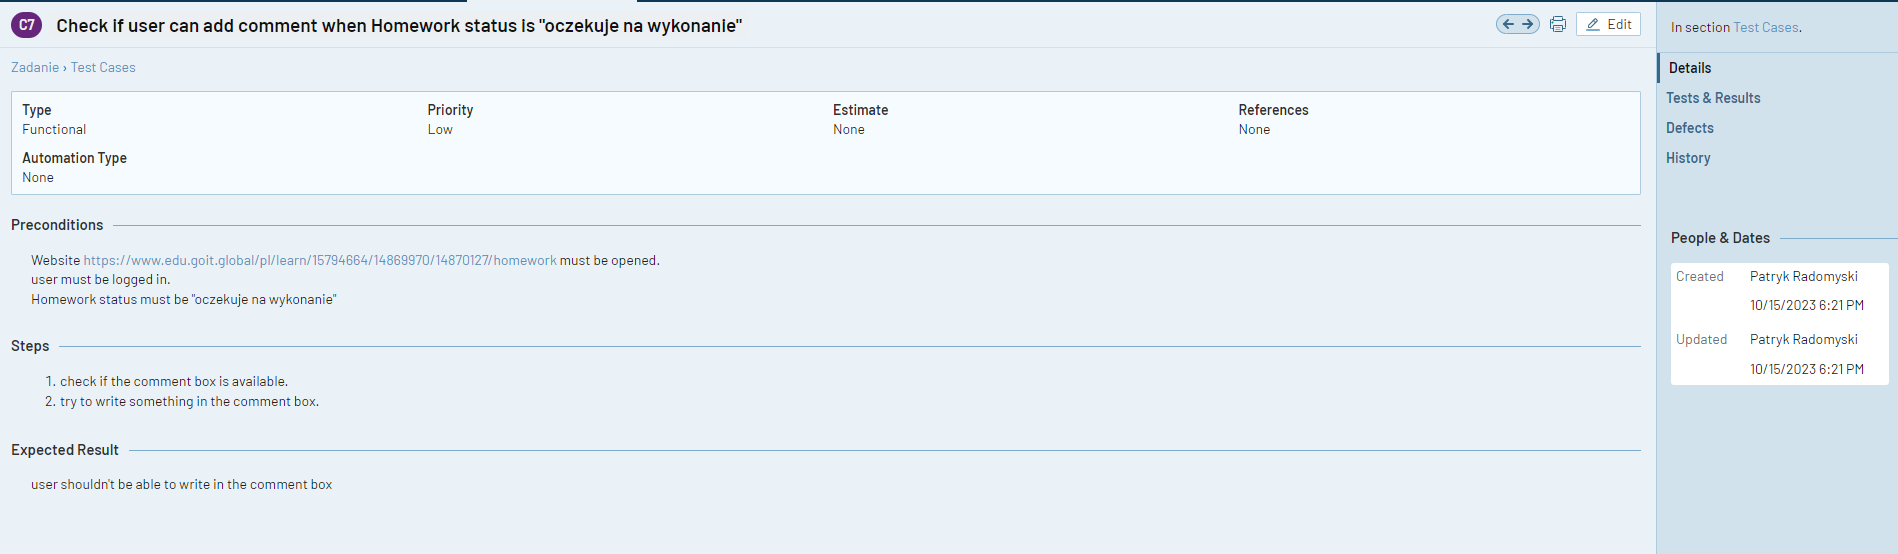 C7 Check if user can add comment when Homework status is "oczekuje na wykonanie"
Edit
Zadanie › Test Cases
Type
Functional
Priority
Low
Estimate
None
References
None
Automation Type
None
Preconditions
Website https://www.edu.goit.global/pl/learn/15794664/14869970/14870127/homework must be opened.
user must be logged in.
Homework status must be "oczekuje na wykonanie"
Steps
1. check if the comment box is available.
2. try to write something in the comment box.
Expected Result
user shouldn't be able to write in the comment box
In section Test Cases.
Details
Tests & Results
Defects
History
People & Dates
Created Patryk Radomyski
10/15/2023 6:21 PM
Updated Patryk Radomyski
10/15/2023 6:21 PM